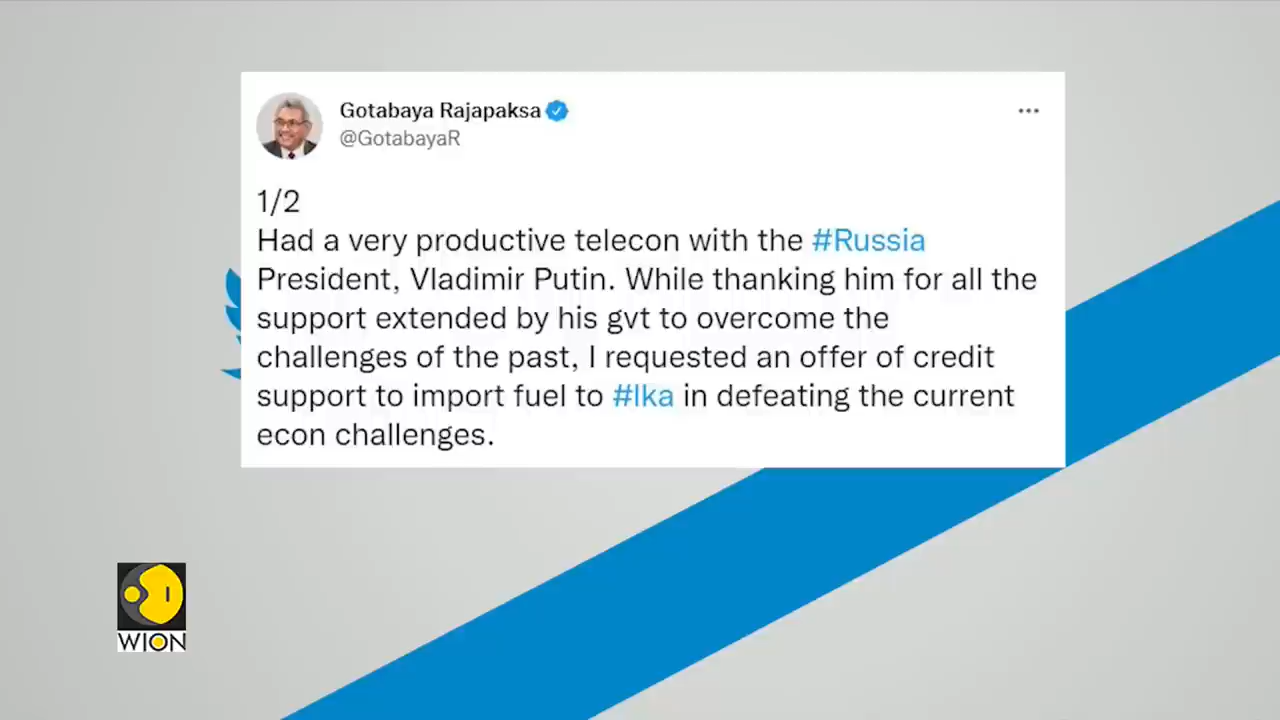 Gotabaya Rajapaksa
@GotabayaR
1/2
Had a very productive telecon with the #Russia
President, Vladimir Putin. While thanking him for all the
support extended by his gvt to overcome the
challenges of the past, I requested an offer of credit
support to import fuel to #lka in defeating the current
econ challenges.
WION